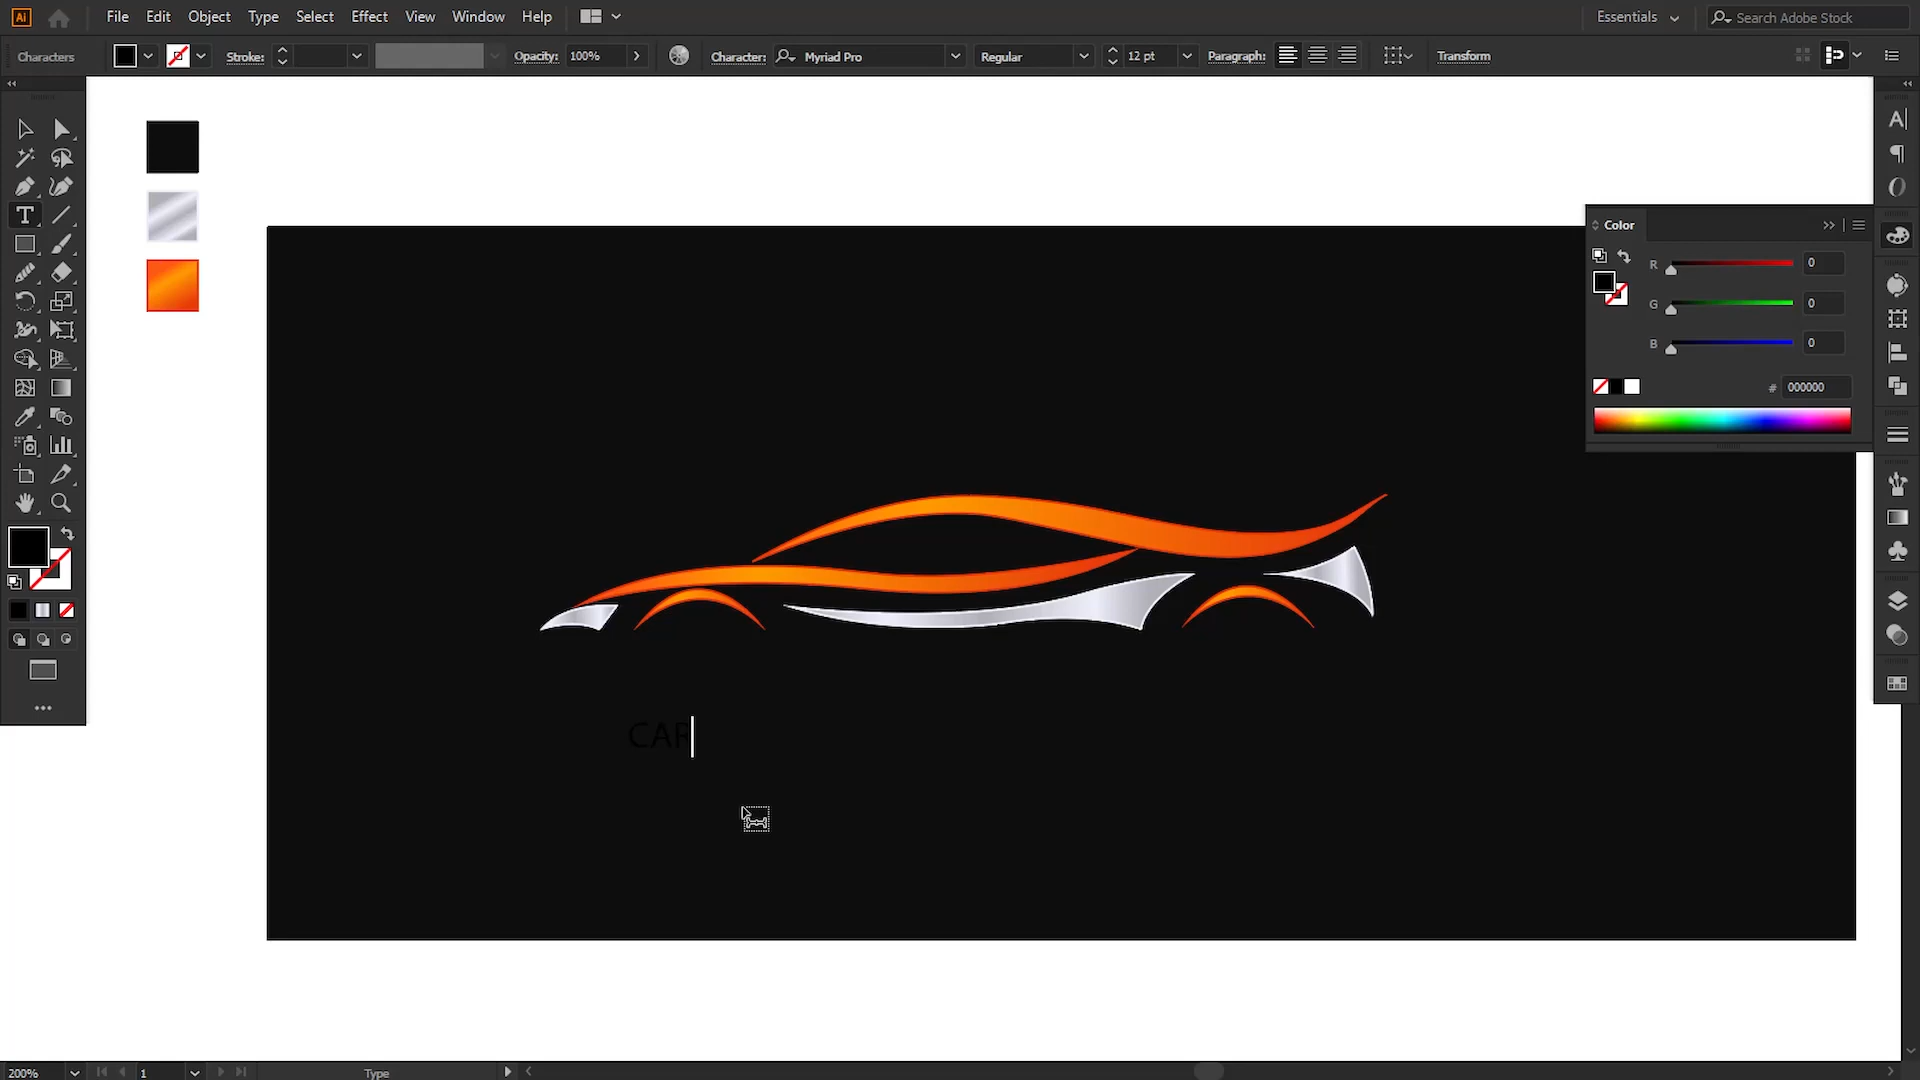 Ai File Edit Object Type Select Effect View Window Help Essentials Search Adobe Stock
Characters Stroke: Opacity: 100% Character: Myriad Pro Regular 12 pt Paragraph: Transform
Color
R 0
G 0
B 0
# 000000
CAR
200% 1 Type